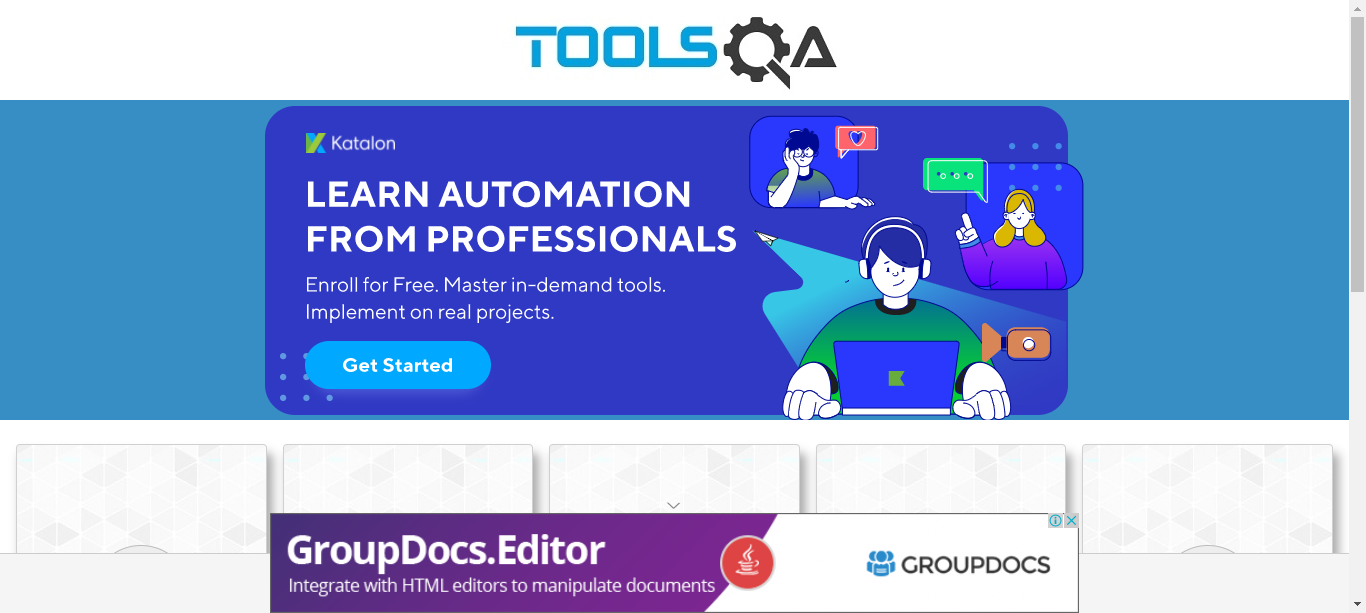 TOOLSQA
Katalon
LEARN AUTOMATION
FROM PROFESSIONALS
Enroll for Free. Master in-demand tools.
Implement on real projects.
Get Started
GroupDocs.Editor
Integrate with HTML editors to manipulate documents
GROUPDOCS